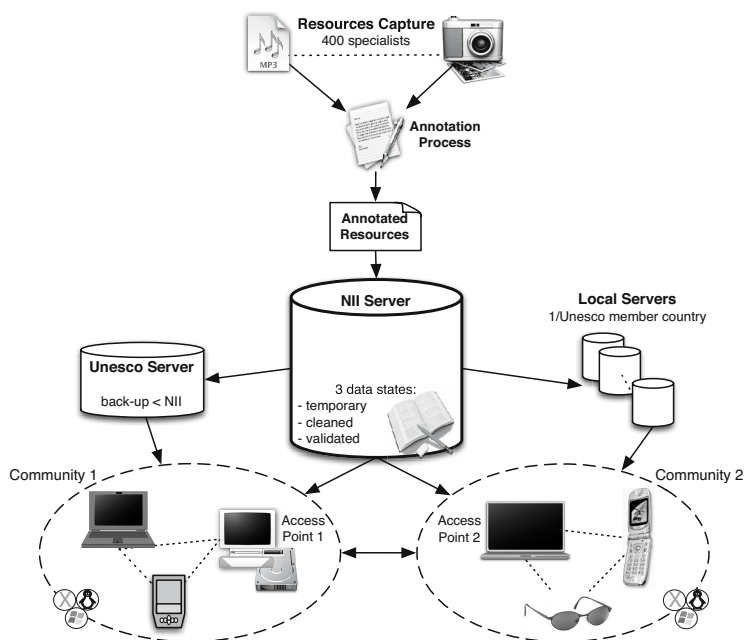 Resources Capture
400 specialists
MP3
Annotation
Process
Annotated
Resources
NII Server
Local Servers
1/Unesco member country
Unesco Server
back-up < NII
3 data states:
- temporary
- cleaned
- validated
Community 1
Community 2
Access
Point 1
Access
Point 2
X
X